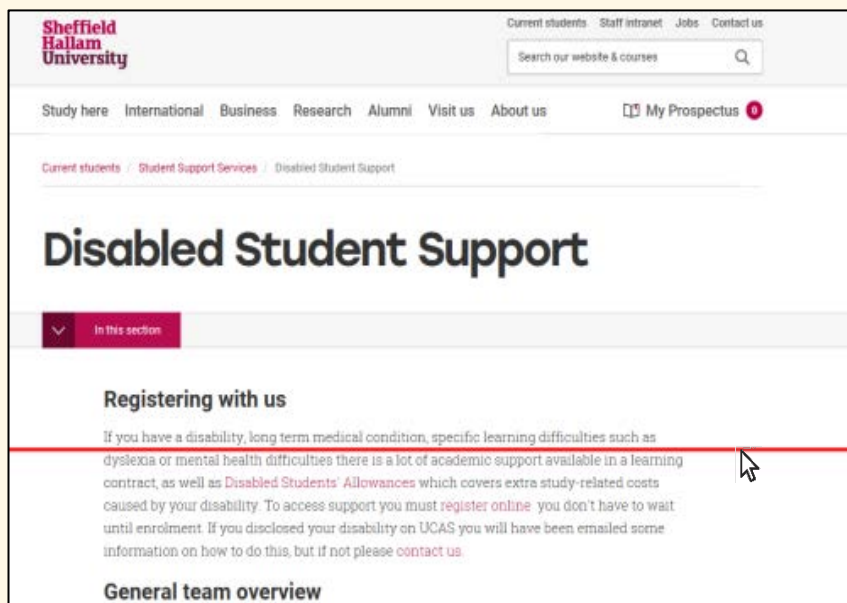 Sheffield
Hallam
University
Current students Staff intranet Jobs Contact us
Search our website & courses
Study here International Business Research Alumni Visit us About us My Prospectus 0
Current students / Student Support Services / Disabled Student Support
Disabled Student Support
In this section
Registering with us
If you have a disability, long term medical condition, specific learning difficulties such as
dyslexia or mental health difficulties there is a lot of academic support available in a learning
contract, as well as Disabled Students' Allowances which covers extra study-related costs
caused by your disability. To access support you must register online you don't have to wait
until enrolment. If you disclosed your disability on UCAS you will have been emailed some
information on how to do this, but if not please contact us.
General team overview